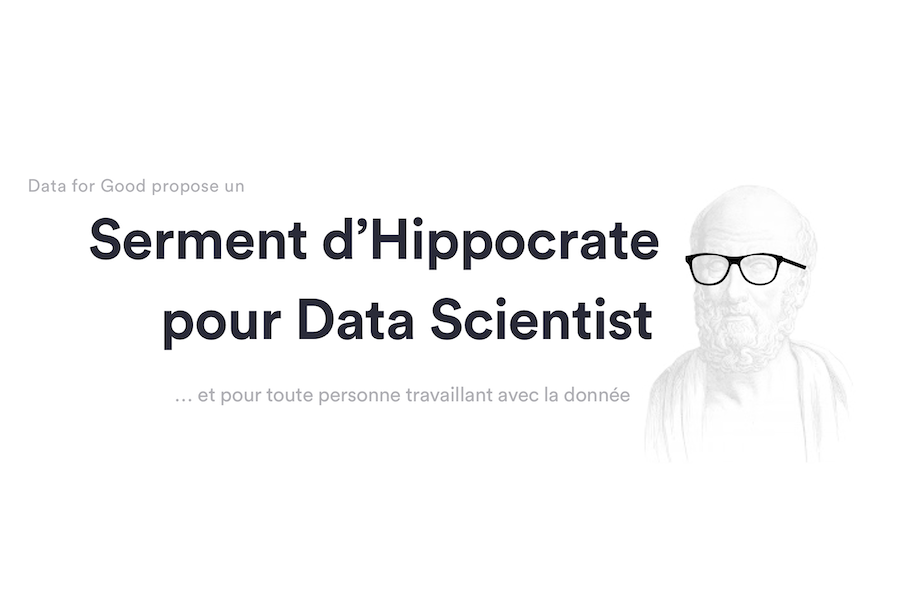 Data for Good propose un
Serment d’Hippocrate
pour Data Scientist
… et pour toute personne travaillant avec la donnée